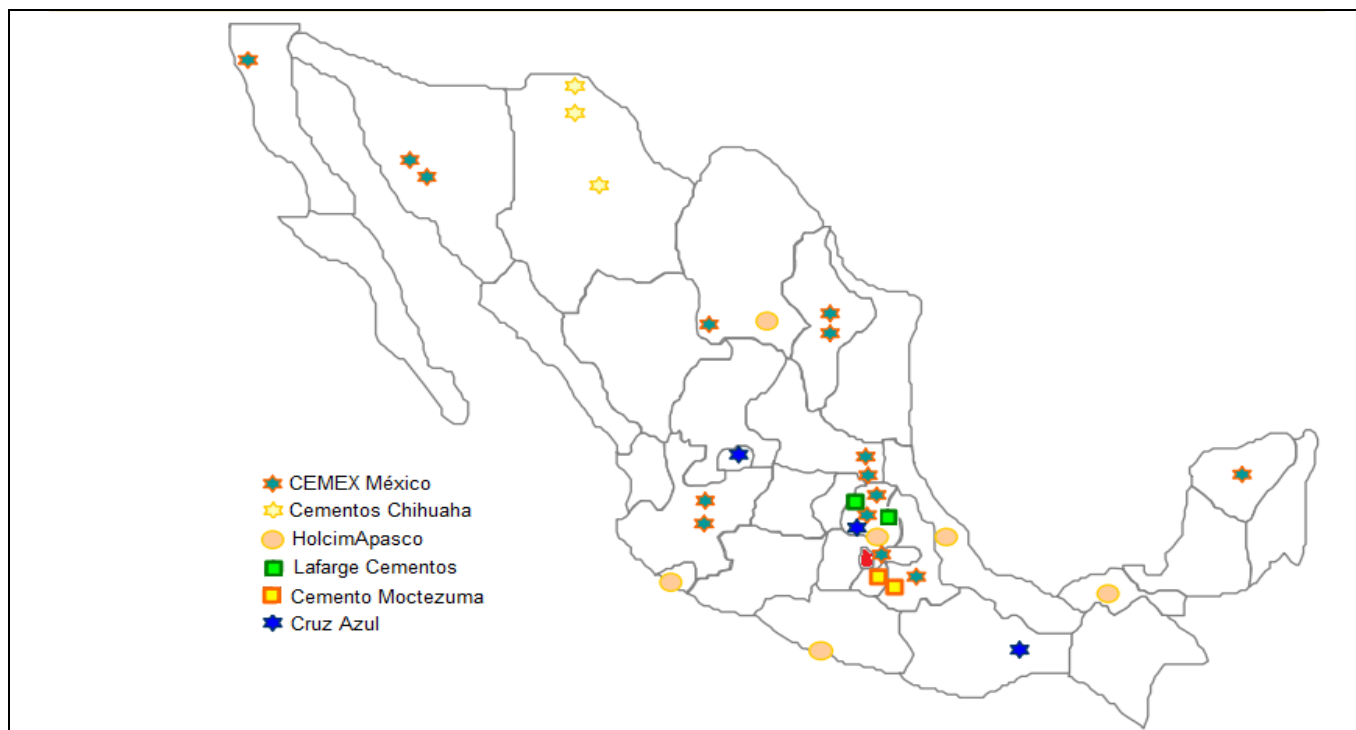 CEMEX México
Cementos Chihuaha
HolcimApasco
Lafarge Cementos
Cemento Moctezuma
Cruz Azul